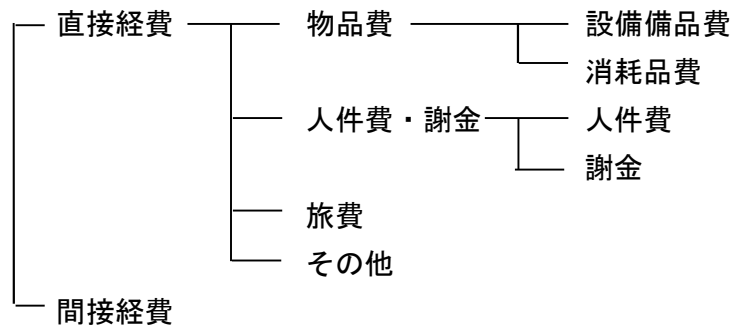 直接経費 物品費 設備備品費
消耗品費
人件費・謝金 人件費
謝金
旅費
その他
間接経費